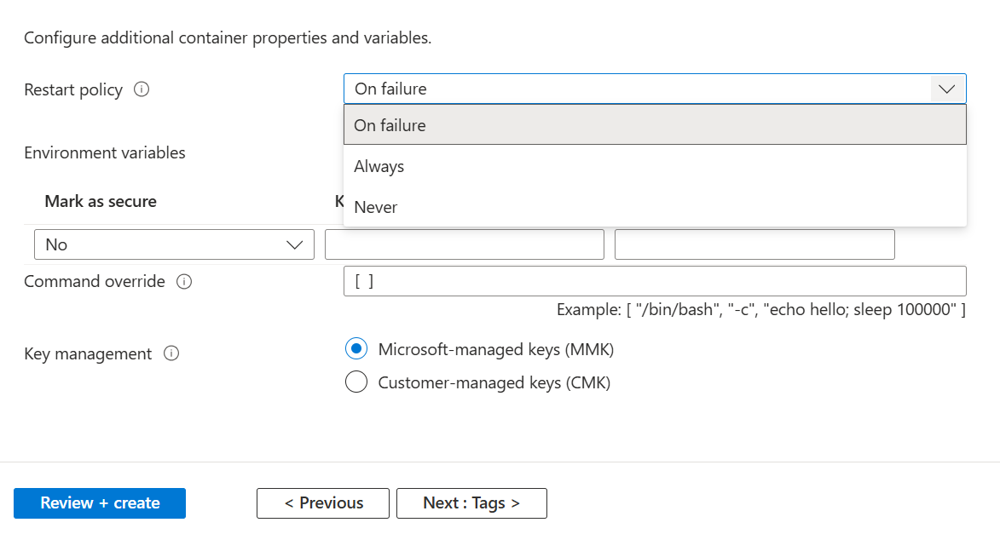 Configure additional container properties and variables.
Restart policy
On failure
On failure
Always
Never
Environment variables
Mark as secure
No
Command override
[ ]
Example: [ "/bin/bash", "-c", "echo hello; sleep 100000" ]
Key management
Microsoft-managed keys (MMK)
Customer-managed keys (CMK)
Review + create
< Previous
Next : Tags >